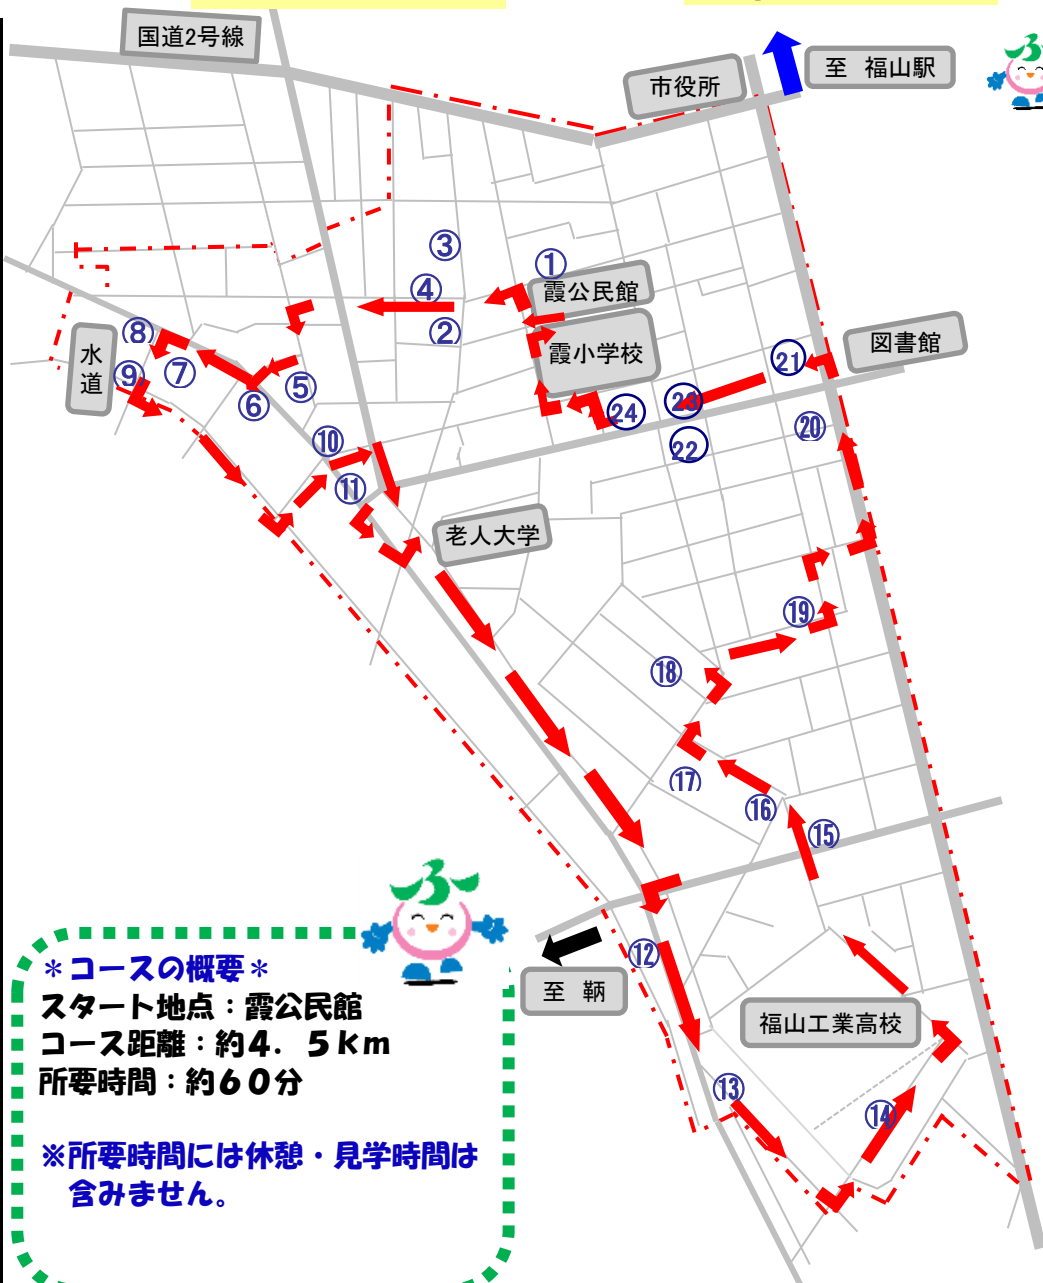 国道2号線
市役所
至 福山駅
③
①
④
霞公民館
②
霞小学校
図書館
⑧
水道
⑦
⑨
⑤
⑥
㉑
㉓
㉔
⑳
㉒
⑩
⑪
老人大学
⑲
⑱
⑰
⑯
⑮
⑫
至 鞆
福山工業高校
⑬
⑭
＊コースの概要＊
スタート地点：霞公民館
コース距離：約４．５ｋｍ
所要時間：約６０分
※所要時間には休憩・見学時間は
含みません。
ふ
ふ